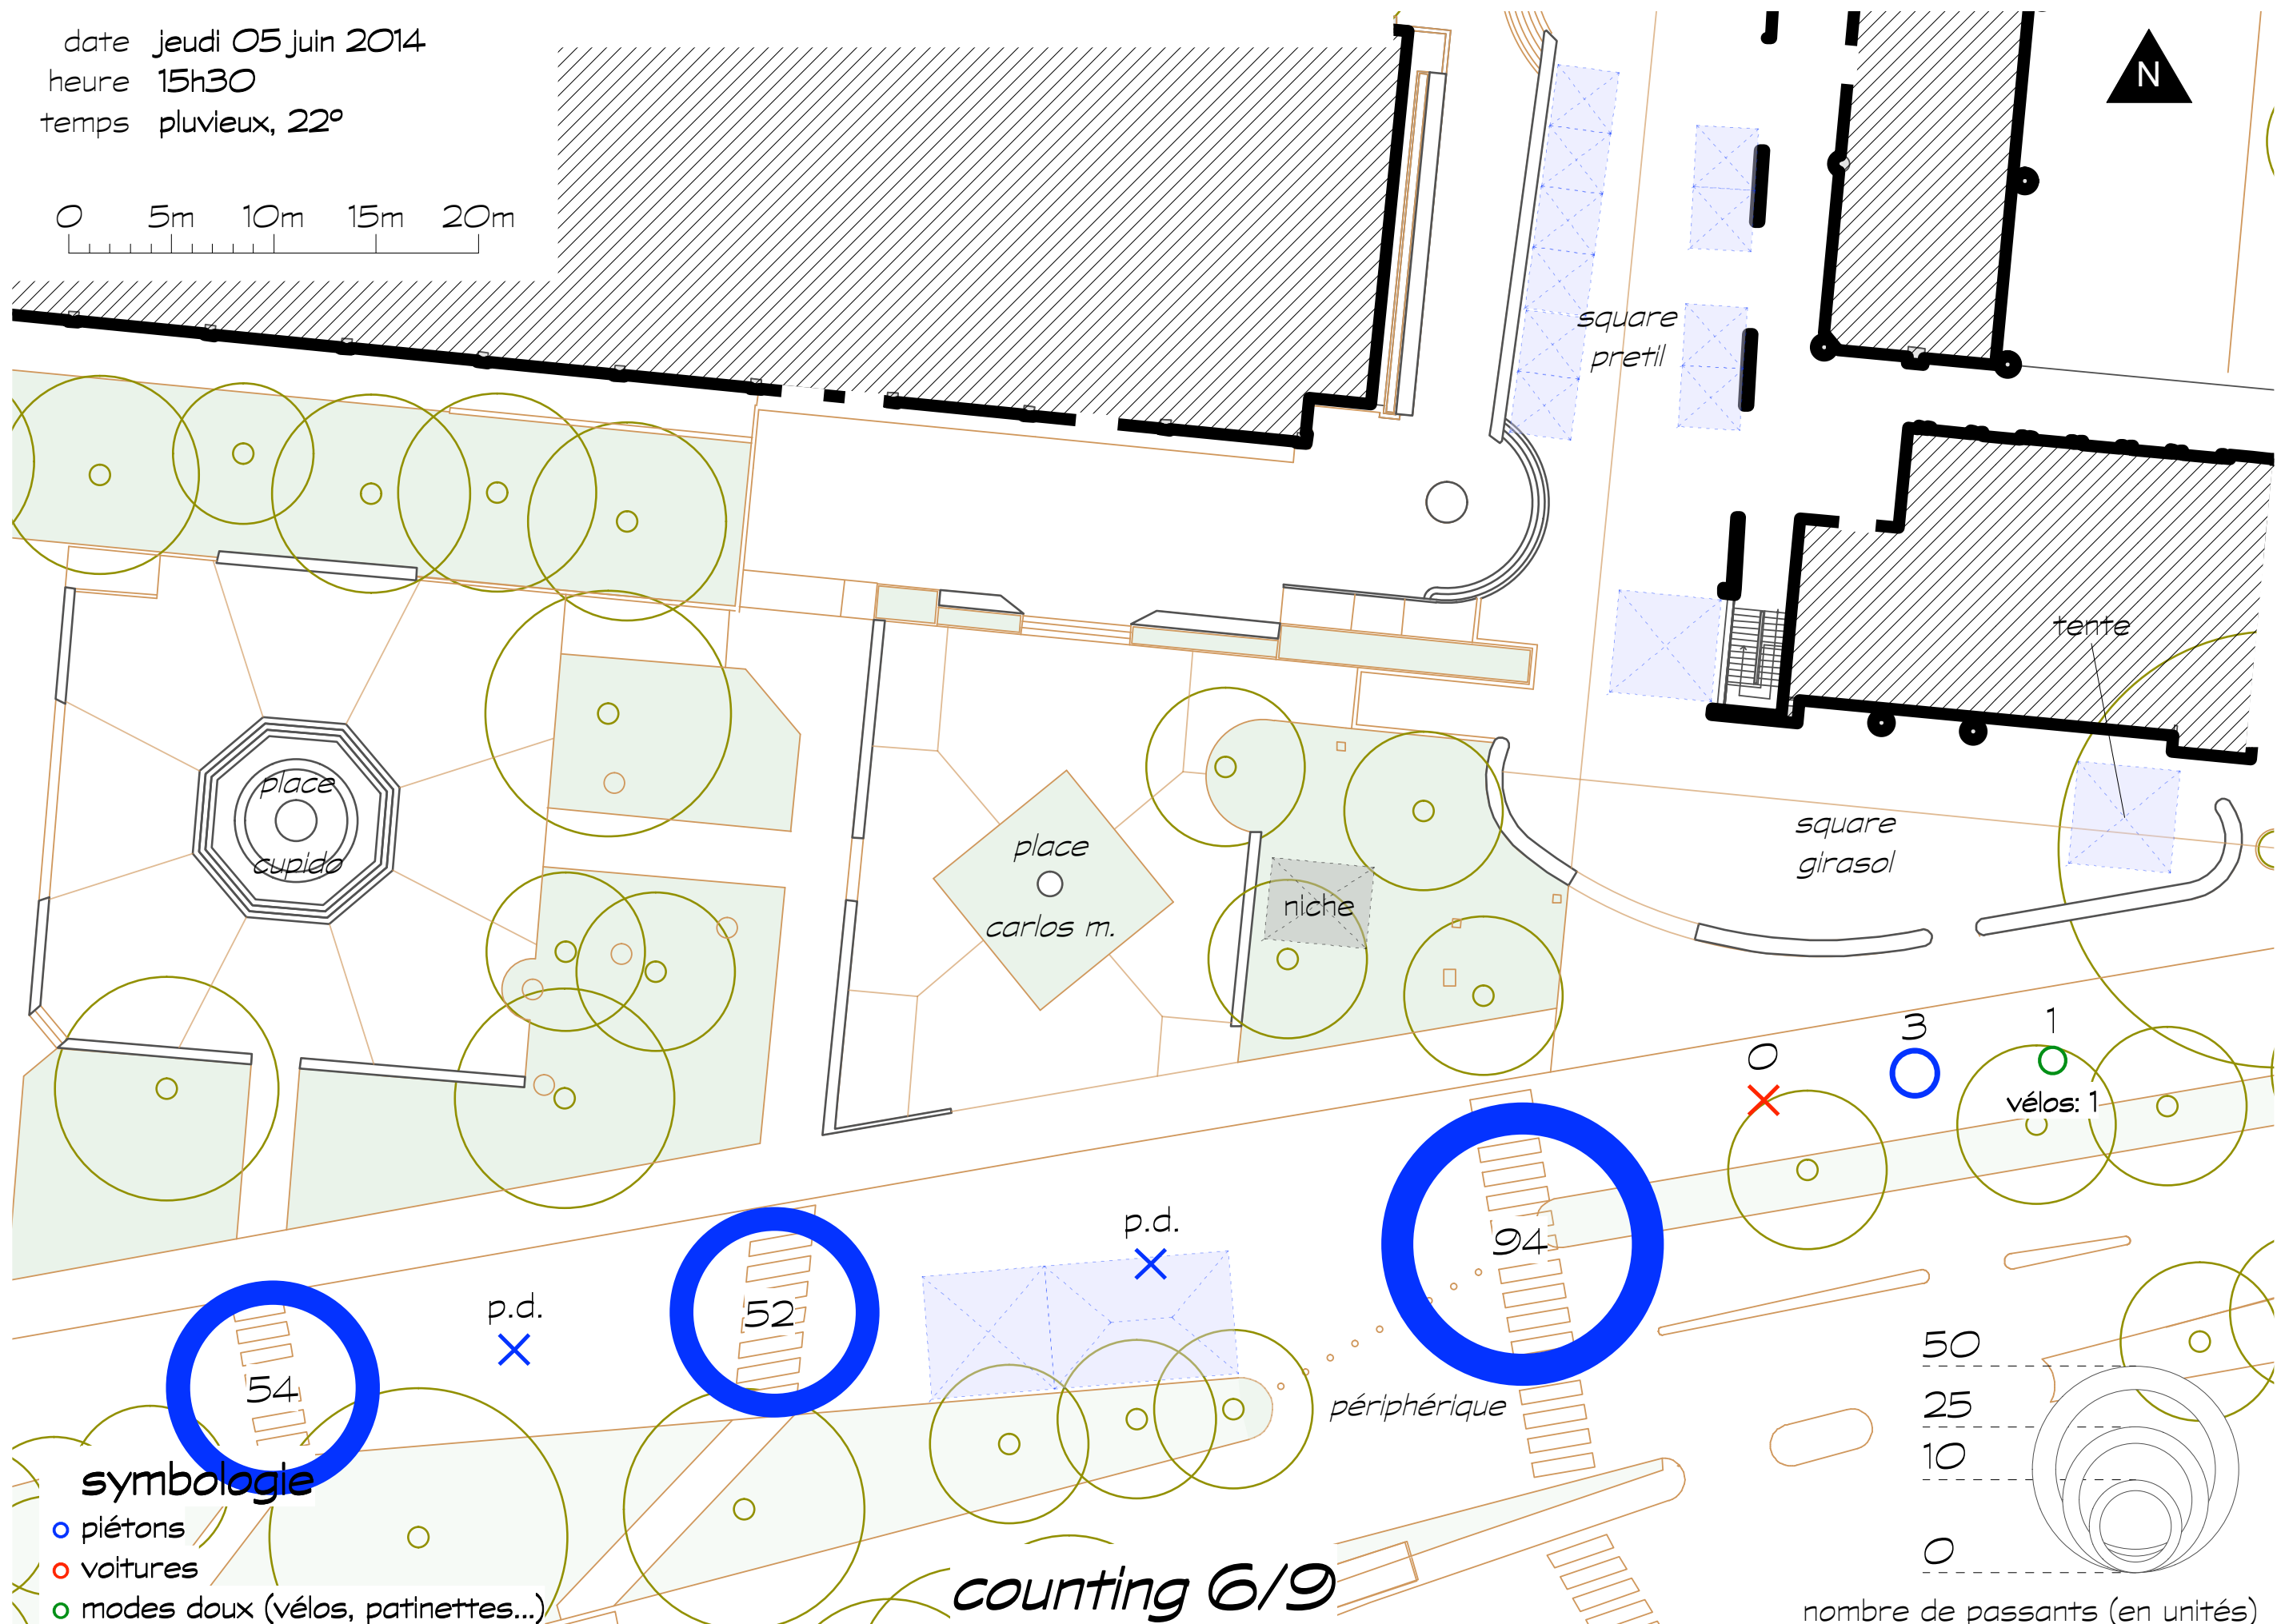 date jeudi 05 juin 2014
heure 15h30
temps pluvieux, 22°
0 5m 10m 15m 20m
N
square
pretil
tente
place
cupido
place
carlos m.
niche
square
girasol
0
3
1
vélos: 1
94
p.d.
52
p.d.
54
périphérique
50
25
10
0
nombre de passants (en unités)
symbologie
piétons
voitures
modes doux (vélos, patinettes...)
counting 6/9